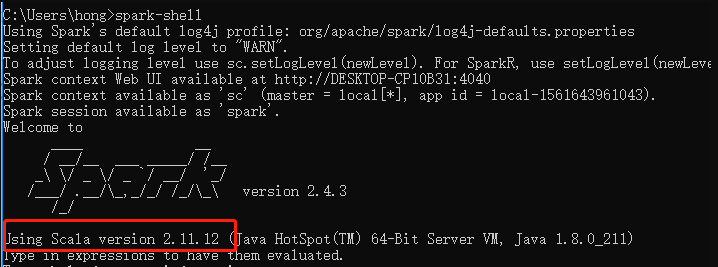 C:\Users\hong>spark-shell
Using Spark's default log4j profile: org/apache/spark/log4j-defaults.properties
Setting default log level to "WARN".
To adjust logging level use sc.setLogLevel(newLevel). For SparkR, use setLogLevel(newLeve
Spark context Web UI available at http://DESKTOP-CP10B31:4040
Spark context available as 'sc' (master = local[*], app id = local-1561643961043).
Spark session available as 'spark'.
Welcome to
Spark version 2.4.3
Using Scala version 2.11.12 (Java HotSpot(TM) 64-Bit Server VM, Java 1.8.0_211)
Type in expressions to have them evaluated.